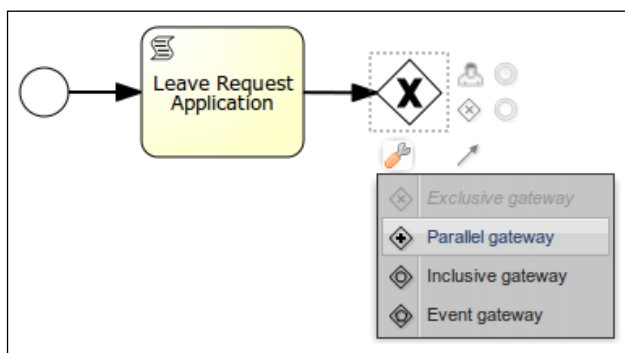 Leave Request
Application
Exclusive gateway
Parallel gateway
Inclusive gateway
Event gateway